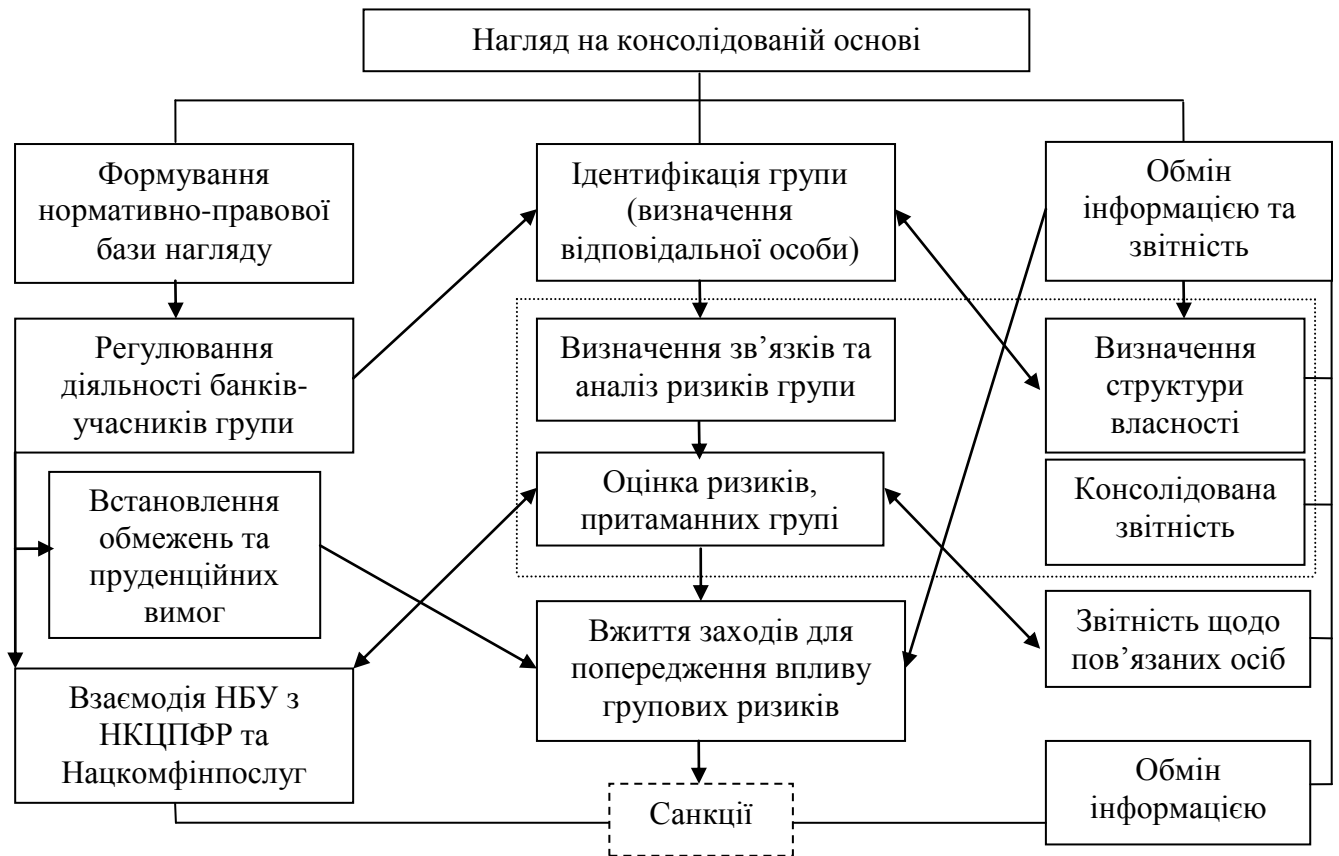 Нагляд на консолідованій основі
Формування
нормативно-правової
бази нагляду
Ідентифікація групи
(визначення
відповідальної особи)
Обмін
інформацією та
звітність
Регулювання
діяльності банків-
учасників групи
Визначення зв’язків та
аналіз ризиків групи
Визначення
структури
власності
Встановлення
обмежень та
пруденційних
вимог
Оцінка ризиків,
притаманних групі
Консолідована
звітність
Взаємодія НБУ з
НКЦПФР та
Нацкомфінпослуг
Вжиття заходів для
попередження впливу
групових ризиків
Звітність щодо
пов’язаних осіб
Санкції
Обмін
інформацією